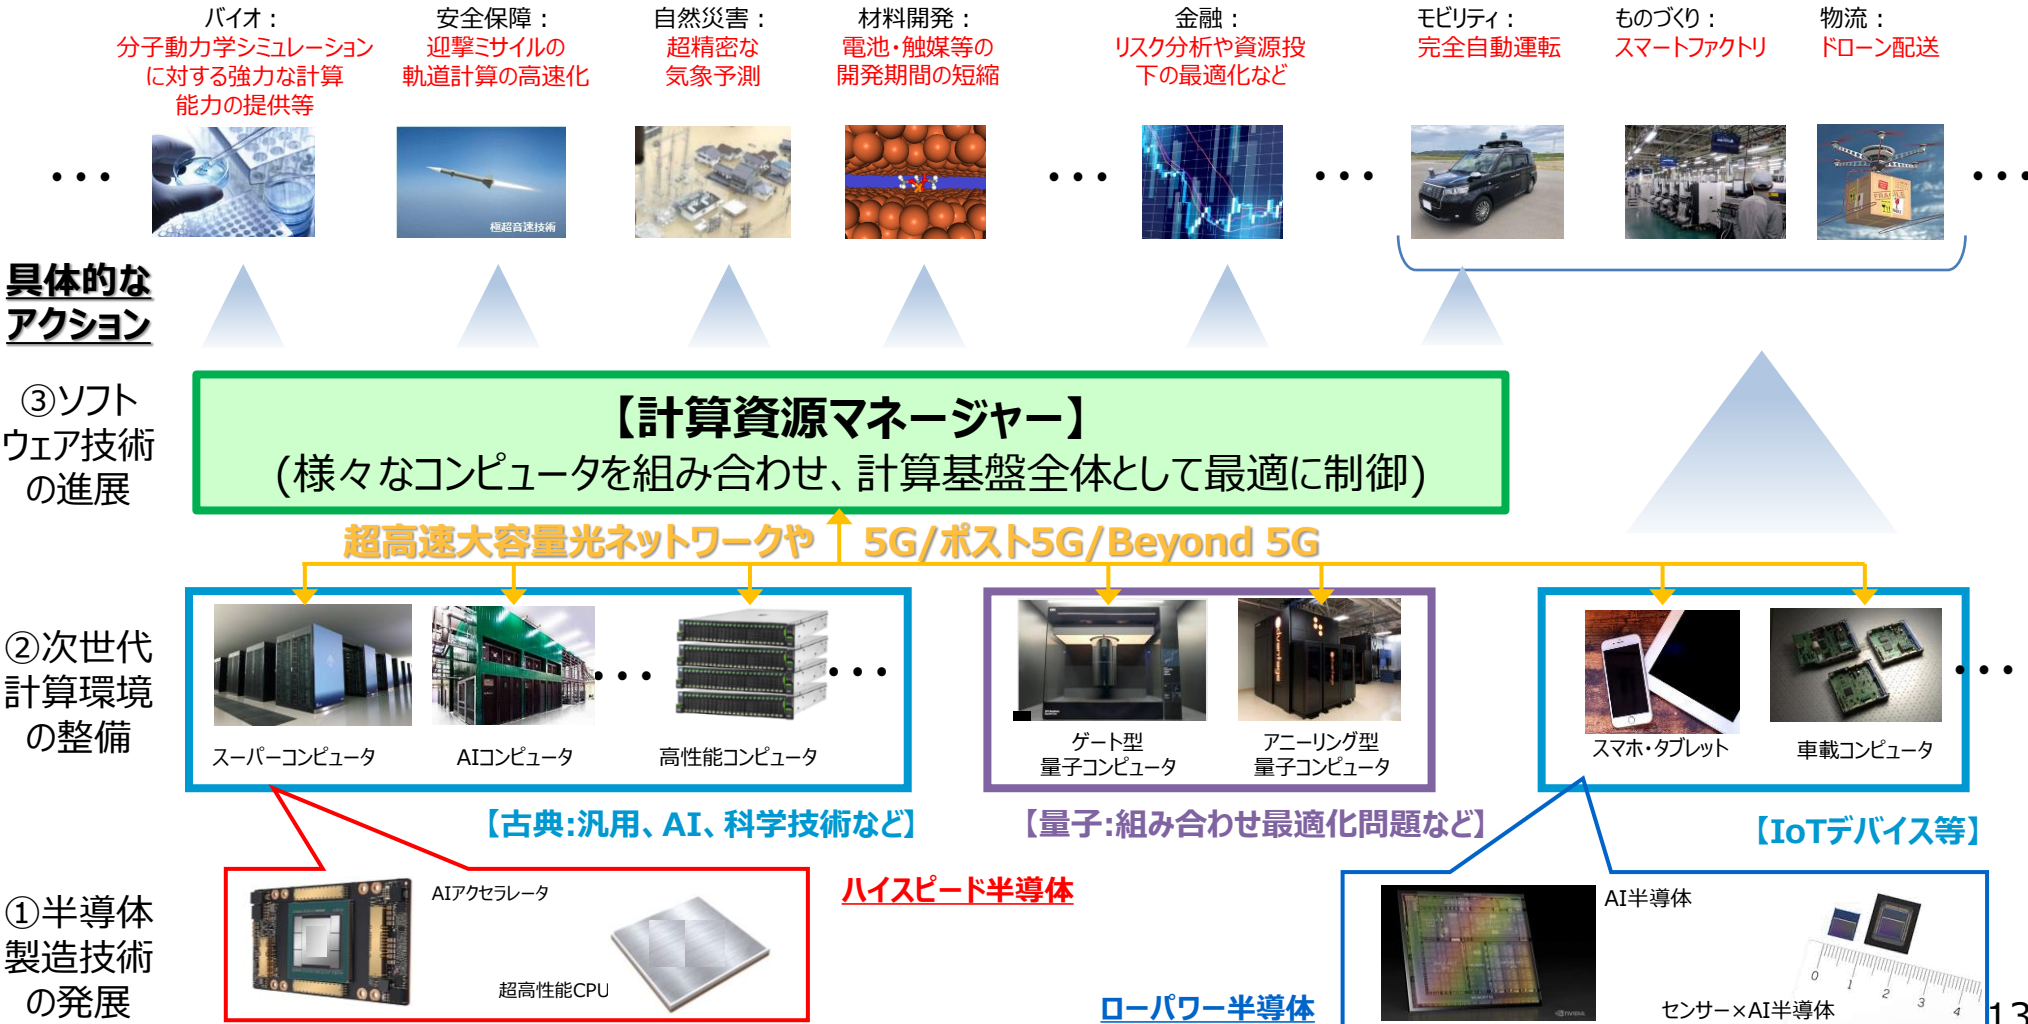 バイオ：
分子動力学シミュレーション
に対する強力な計算
能力の提供等
安全保障：
迎撃ミサイルの
軌道計算の高速化
自然災害：
超精密な
気象予測
材料開発：
電池・触媒等の
開発期間の短縮
金融：
リスク分析や資源投
下の最適化など
モビリティ：
完全自動運転
ものづくり：
スマートファクトリ
物流：
ドローン配送
・・・
極超音速技術
・・・
・・・
FRAGILE
・・・
具体的な
アクション
③ソフト
ウェア技術
の進展
【計算資源マネージャー】
(様々なコンピュータを組み合わせ、計算基盤全体として最適に制御)
超高速大容量光ネットワークや
5G/ポスト5G/Beyond 5G
②次世代
計算環境
の整備
・・・
・・・
advantage
・・・
スーパーコンピュータ
AIコンピュータ
高性能コンピュータ
ゲート型
量子コンピュータ
アニーリング型
量子コンピュータ
スマホ・タブレット
車載コンピュータ
【古典:汎用、AI、科学技術など】
【量子:組み合わせ最適化問題など】
【IoTデバイス等】
①半導体
製造技術
の発展
AIアクセラレータ
超高性能CPU
ハイスピード半導体
ローパワー半導体
NVIDIA
AI半導体
0 1 2 3 4
センサー×AI半導体
13